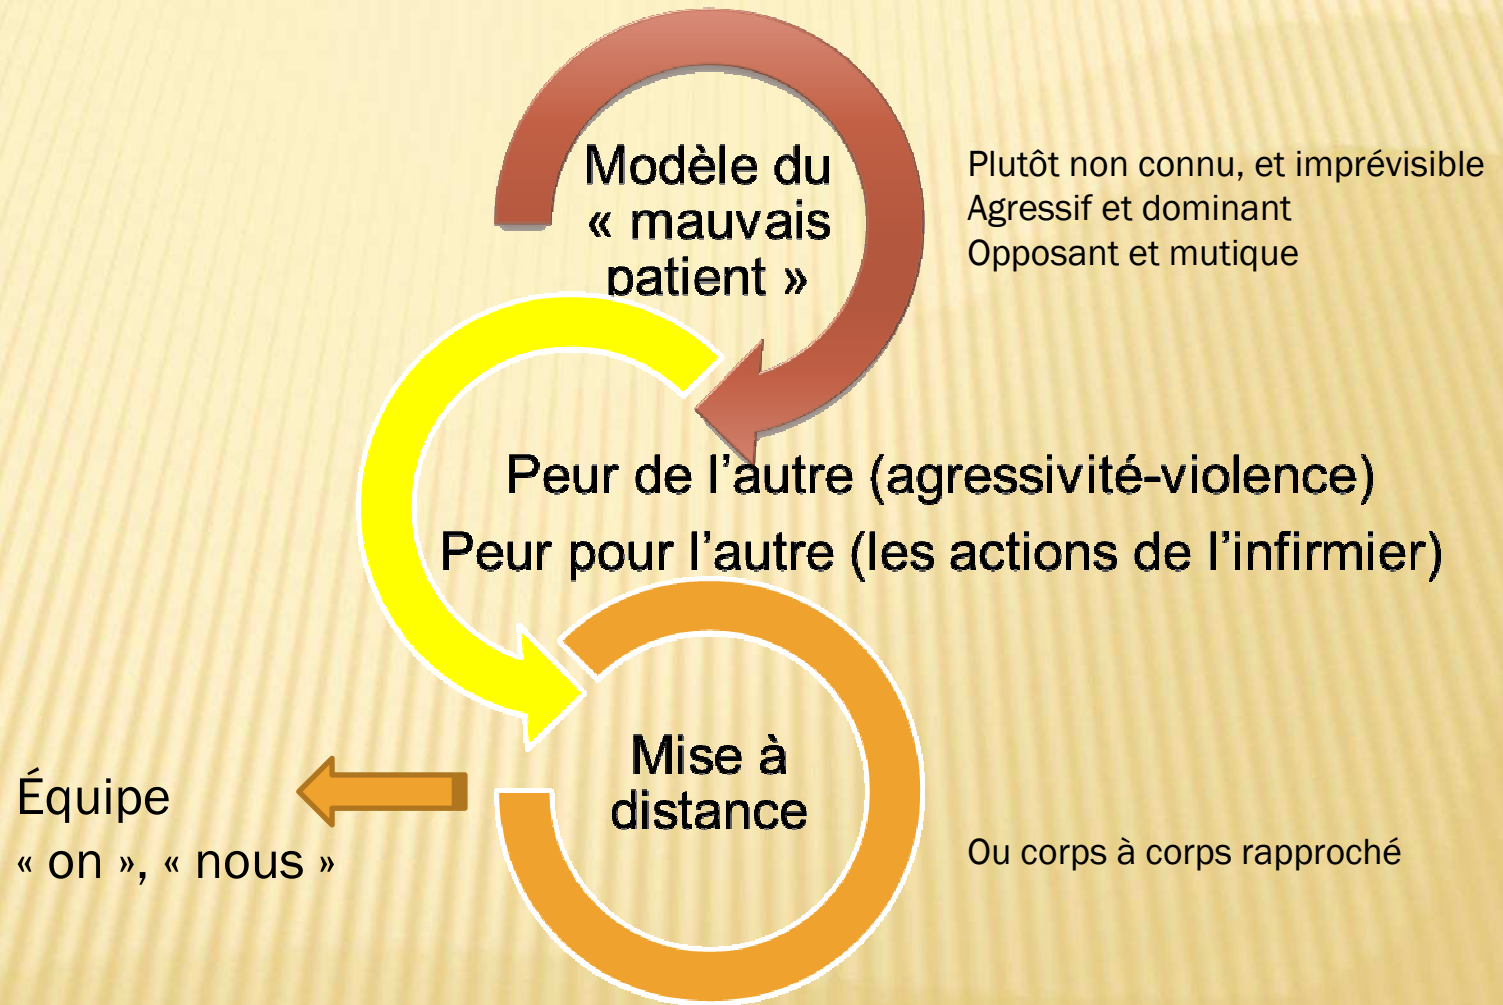 Modèle du
« mauvais
patient »
Plutôt non connu, et imprévisible
Agressif et dominant
Opposant et mutique
Peur de l'autre (agressivité-violence)
Peur pour l'autre (les actions de l'infirmier)
Mise à
distance
Équipe
« on », « nous »
Ou corps à corps rapproché